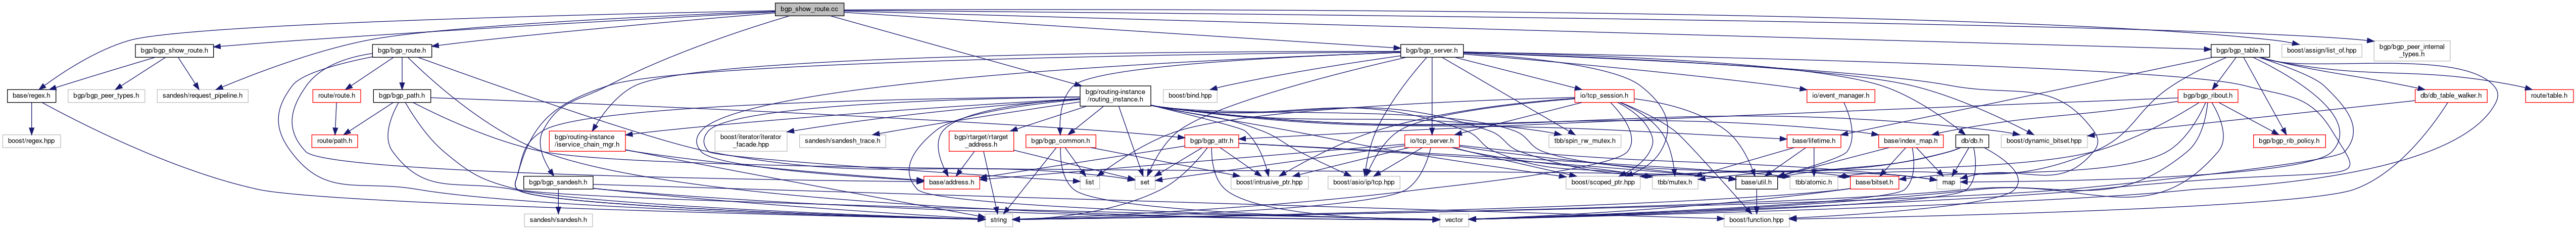 bgp_show_route.cc
bgp/bgp_show_route.h
bgp/bgp_route.h
bgp/bgp_server.h
bgp/bgp_table.h
boost/assign/list_of.hpp
bgp/bgp_peer_internal
_types.h
base/regex.h
bgp/bgp_peer_types.h
sandesh/request_pipeline.h
route/route.h
bgp/bgp_path.h
bgp/routing-instance
/routing_instance.h
boost/bind.hpp
io/tcp_session.h
io/event_manager.h
bgp/bgp_ribout.h
db/db_table_walker.h
route/table.h
boost/regex.hpp
route/path.h
bgp/routing-instance
/iservice_chain_mgr.h
boost/iterator/iterator
_facade.hpp
sandesh/sandesh_trace.h
bgp/rtarget/rtarget
_address.h
bgp/bgp_common.h
bgp/bgp_attr.h
io/tcp_server.h
tbb/spin_rw_mutex.h
base/lifetime.h
base/index_map.h
db/db.h
boost/dynamic_bitset.hpp
bgp/bgp_rib_policy.h
bgp/bgp_sandesh.h
base/address.h
list
set
boost/intrusive_ptr.hpp
boost/asio/ip/tcp.hpp
boost/scoped_ptr.hpp
tbb/mutex.h
base/util.h
tbb/atomic.h
base/bitset.h
map
sandesh/sandesh.h
string
vector
boost/function.hpp